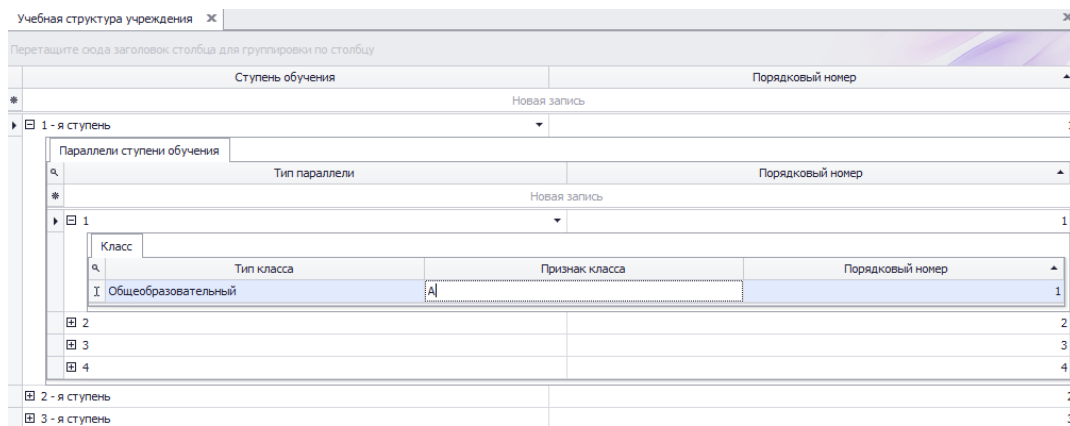 Учебная структура учреждения
Перетащите сюда заголовок столбца для группировки по столбцу
Ступень обучения Порядковый номер
Новая запись
1 - я ступень
Параллели ступени обучения
Тип параллели Порядковый номер
Новая запись
1 1
Класс
Тип класса Признак класса Порядковый номер
Общеобразовательный А 1
2 2
3 3
4 4
2 - я ступень
3 - я ступень